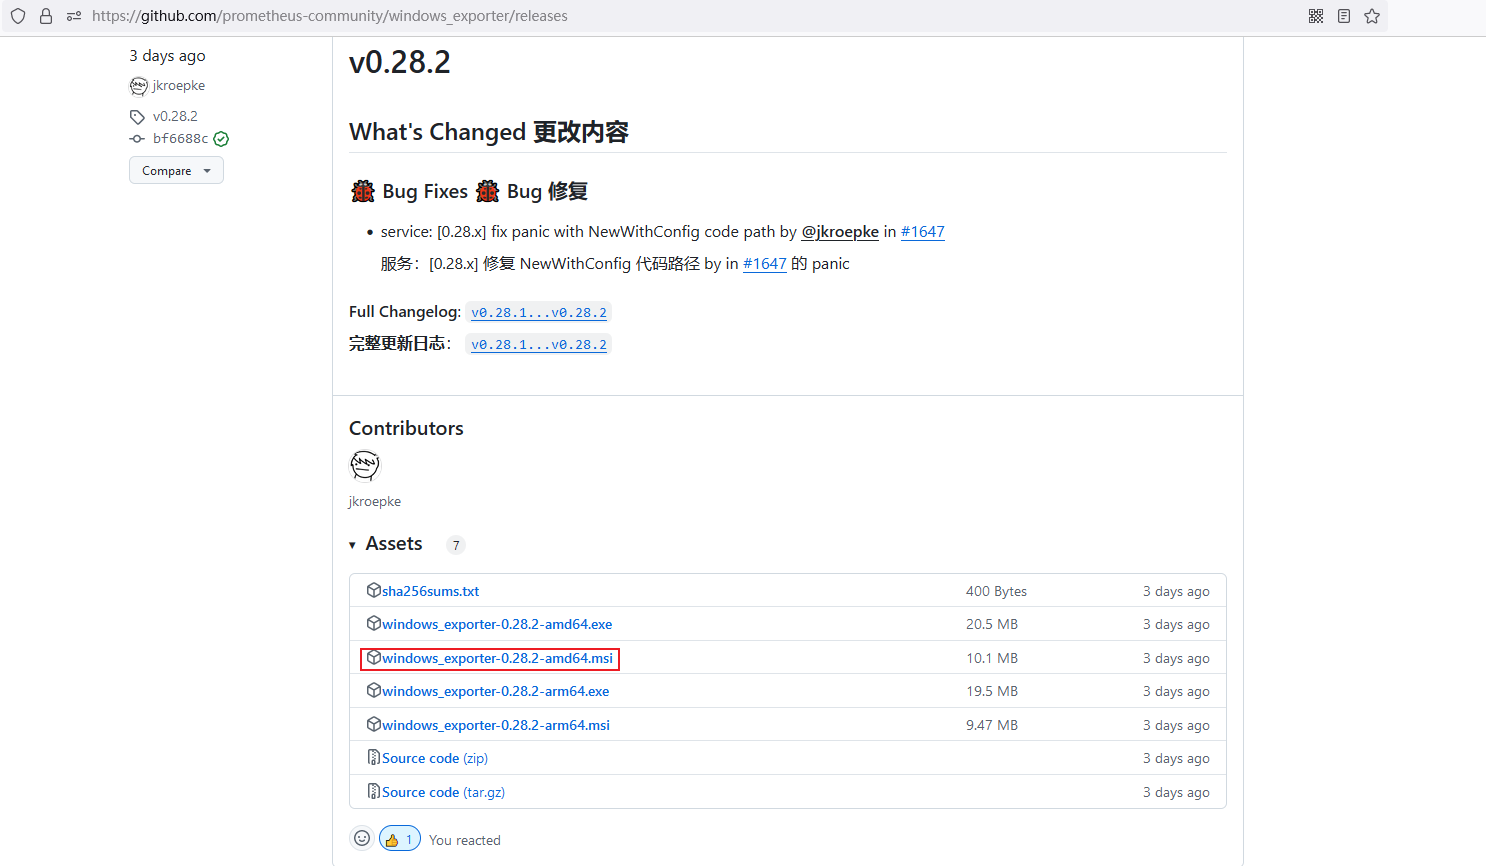 https://github.com/prometheus-community/windows_exporter/releases
3 days ago
jkroepke
v0.28.2
bf6688c
Compare
v0.28.2
What's Changed 更改内容
🐞 Bug Fixes 🐞 Bug 修复
• service: [0.28.x] fix panic with NewWithConfig code path by @jkroepke in #1647
服务：[0.28.x] 修复 NewWithConfig 代码路径 by in #1647 的 panic
Full Changelog: v0.28.1...v0.28.2
完整更新日志： v0.28.1...v0.28.2
Contributors
jkroepke
Assets 7
sha256sums.txt 400 Bytes 3 days ago
windows_exporter-0.28.2-amd64.exe 20.5 MB 3 days ago
windows_exporter-0.28.2-amd64.msi 10.1 MB 3 days ago
windows_exporter-0.28.2-arm64.exe 19.5 MB 3 days ago
windows_exporter-0.28.2-arm64.msi 9.47 MB 3 days ago
Source code (zip) 3 days ago
Source code (tar.gz) 3 days ago
👍 1 You reacted